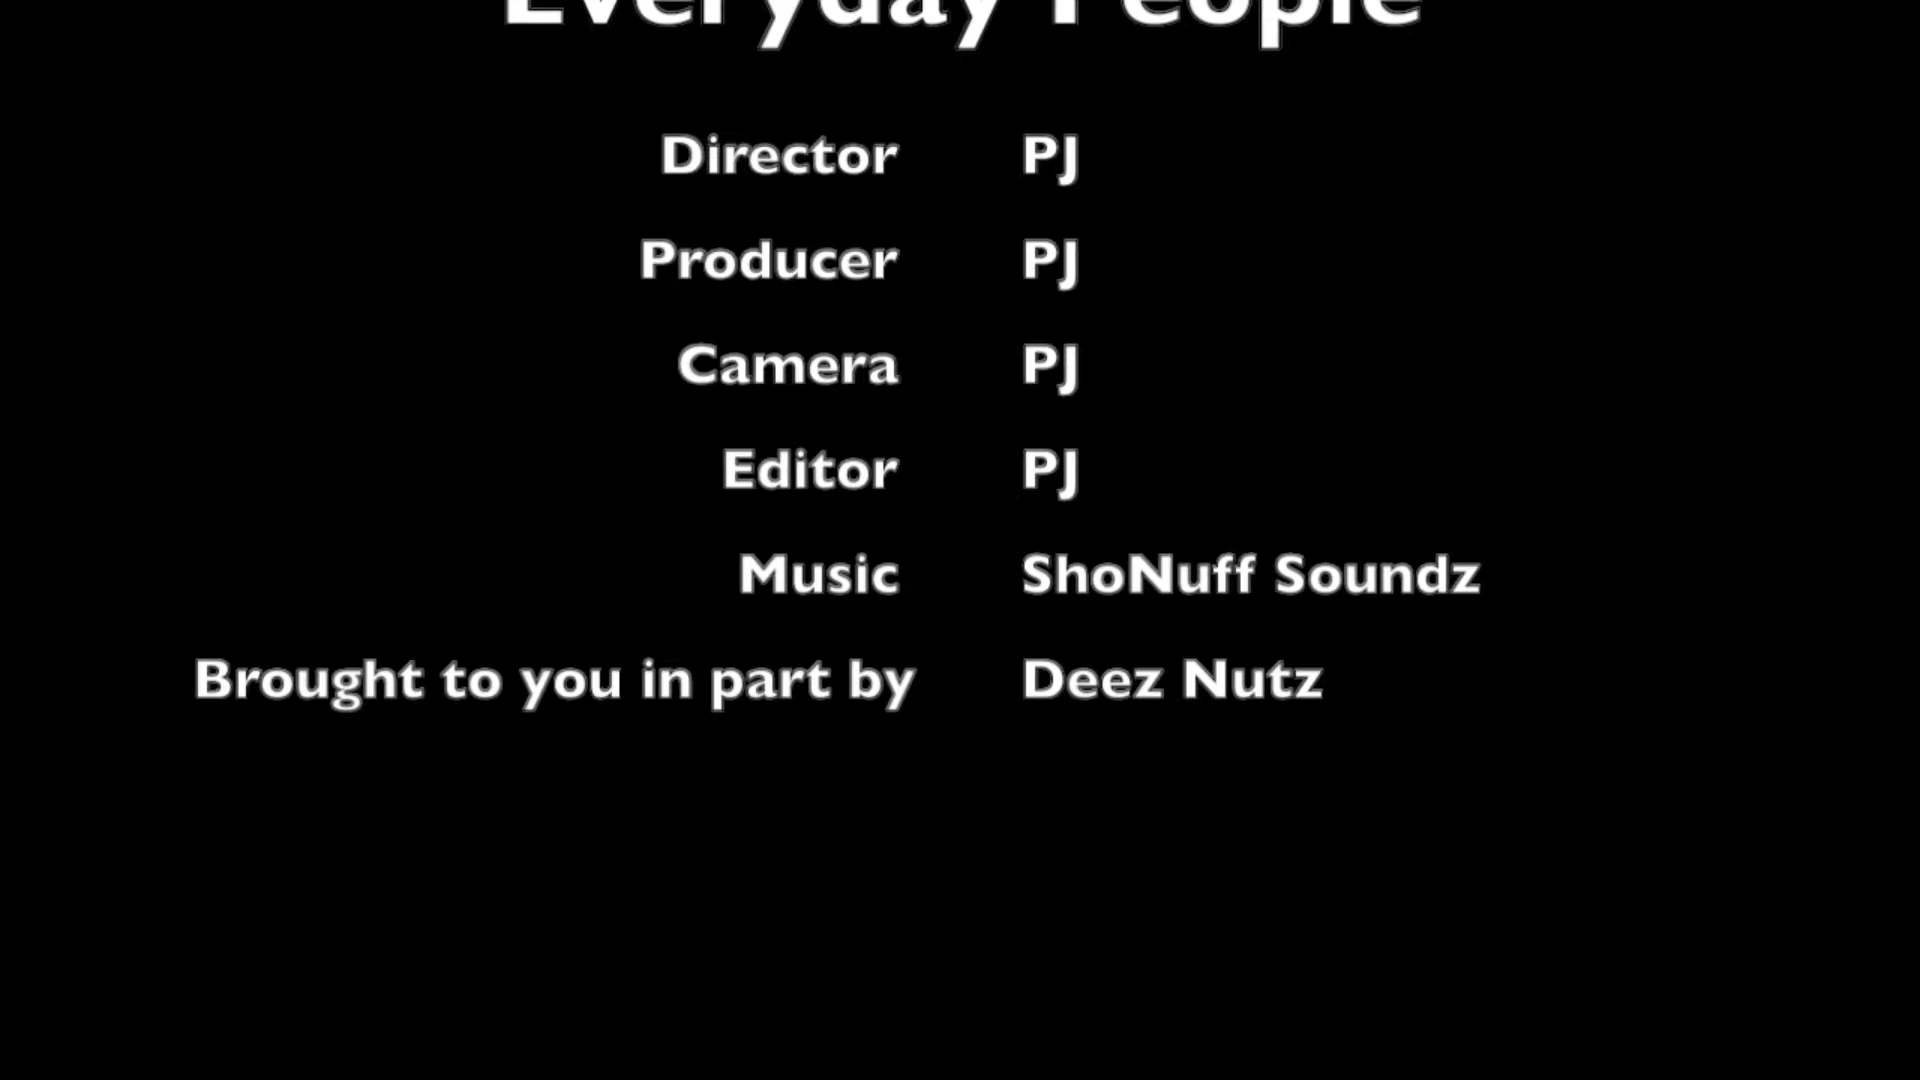 Everyday People
Director PJ
Producer PJ
Camera PJ
Editor PJ
Music ShoNuff Soundz
Brought to you in part by Deez Nutz